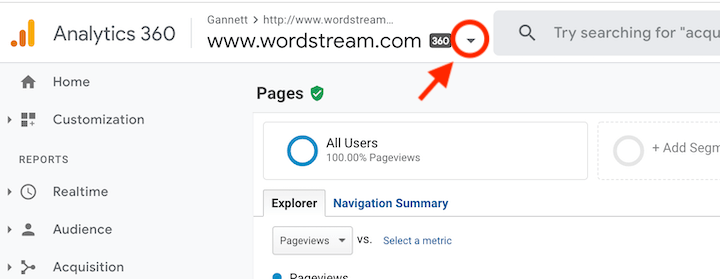 Analytics 360
Gannett > http://www.wordstream...
www.wordstream.com 360
Try searching for "acqu
Home
Customization
REPORTS
Realtime
Audience
Acquisition
Pages
All Users
100.00% Pageviews
+ Add Segm
Explorer
Navigation Summary
Pageviews vs. Select a metric
Pageviews